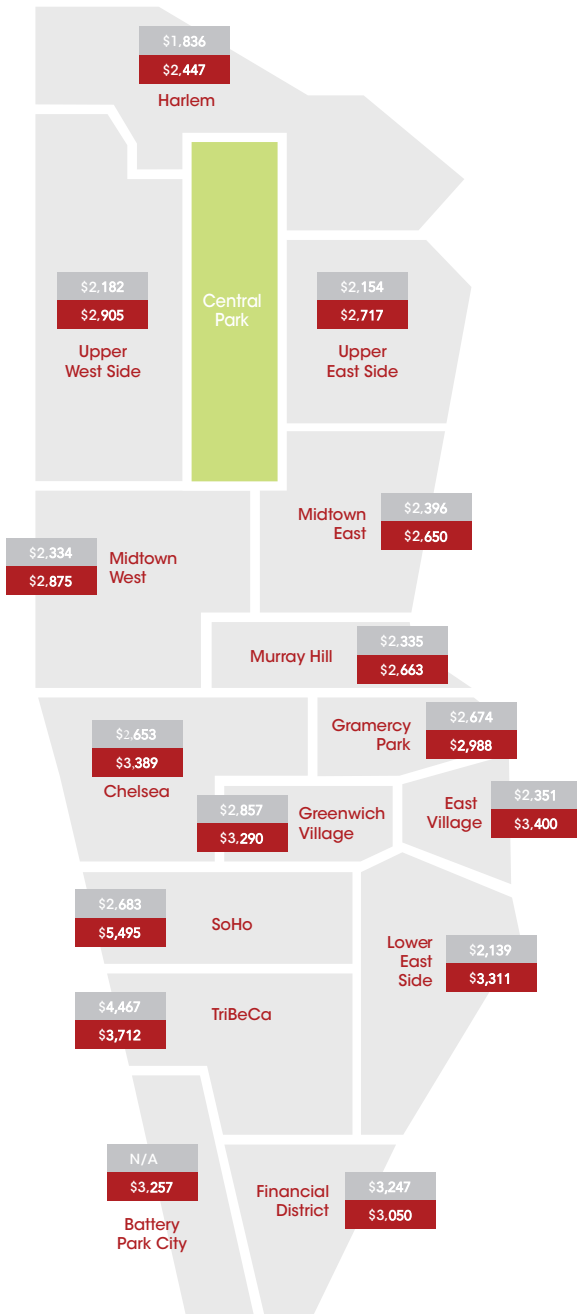 $1,836
$2,447
Harlem
$2,182
$2,905
Upper
West Side
Central
Park
$2,154
$2,717
Upper
East Side
Midtown
East
$2,396
$2,650
$2,334
$2,875
Midtown
West
Murray Hill
$2,335
$2,663
Gramercy
Park
$2,674
$2,988
$2,653
$3,389
Chelsea
$2,857
$3,290
Greenwich
Village
East
Village
$2,351
$3,400
$2,683
$5,495
SoHo
Lower
East
Side
$2,139
$3,311
$4,467
$3,712
TriBeCa
N/A
$3,257
Battery
Park City
Financial
District
$3,247
$3,050